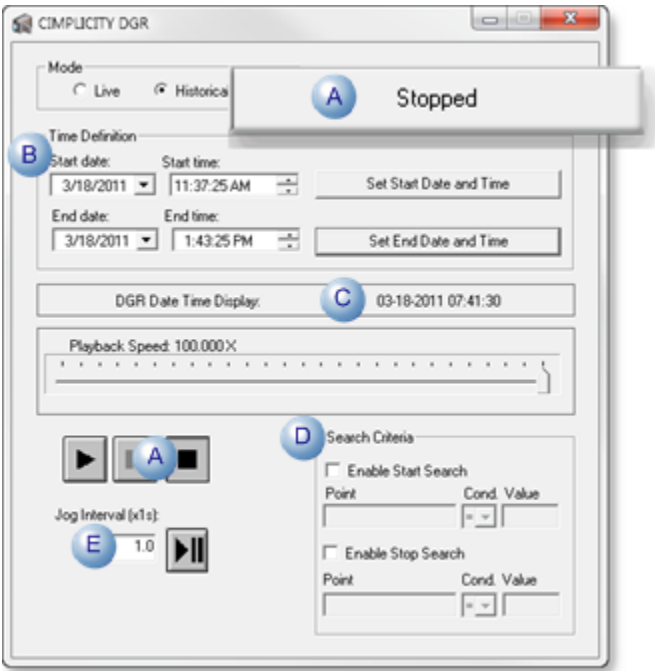 CIMPLICITY DGR
Mode
Live Historica
A Stopped
Time Definition
B
Start date: Start time:
3/18/2011 11:37:25 AM Set Start Date and Time
End date: End time:
3/18/2011 1:43:25 PM Set End Date and Time
DGR Date Time Display: C 03-18-2011 07:41:30
Playback Speed: 100.000 X
A
D Search Criteria
Enable Start Search
Point Cond. Value
=
Jog Interval (x1s):
E 1.0
Enable Stop Search
Point Cond. Value
=